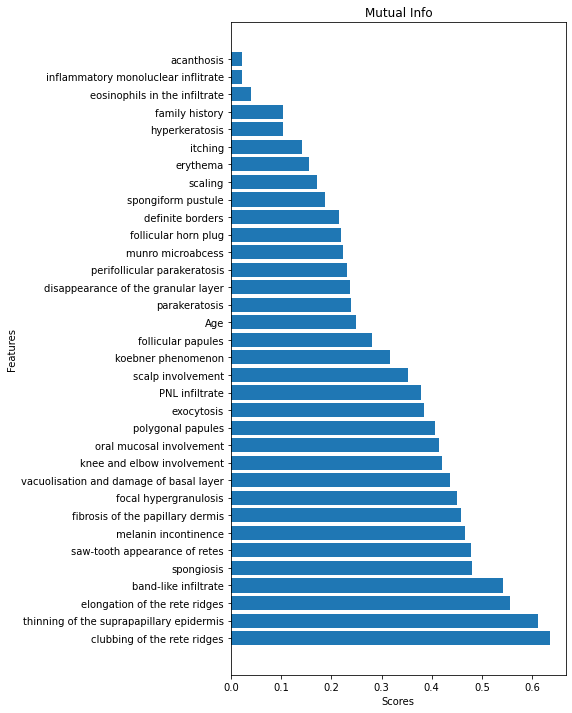 Mutual Info
Features
acanthosis
inflammatory monoluclear inflitrate
eosinophils in the infiltrate
family history
hyperkeratosis
itching
erythema
scaling
spongiform pustule
definite borders
follicular horn plug
munro microabcess
perifollicular parakeratosis
disappearance of the granular layer
parakeratosis
Age
follicular papules
koebner phenomenon
scalp involvement
PNL infiltrate
exocytosis
polygonal papules
oral mucosal involvement
knee and elbow involvement
vacuolisation and damage of basal layer
focal hypergranulosis
fibrosis of the papillary dermis
melanin incontinence
saw-tooth appearance of retes
spongiosis
band-like infiltrate
elongation of the rete ridges
thinning of the suprapapillary epidermis
clubbing of the rete ridges
0.0 0.1 0.2 0.3 0.4 0.5 0.6
Scores